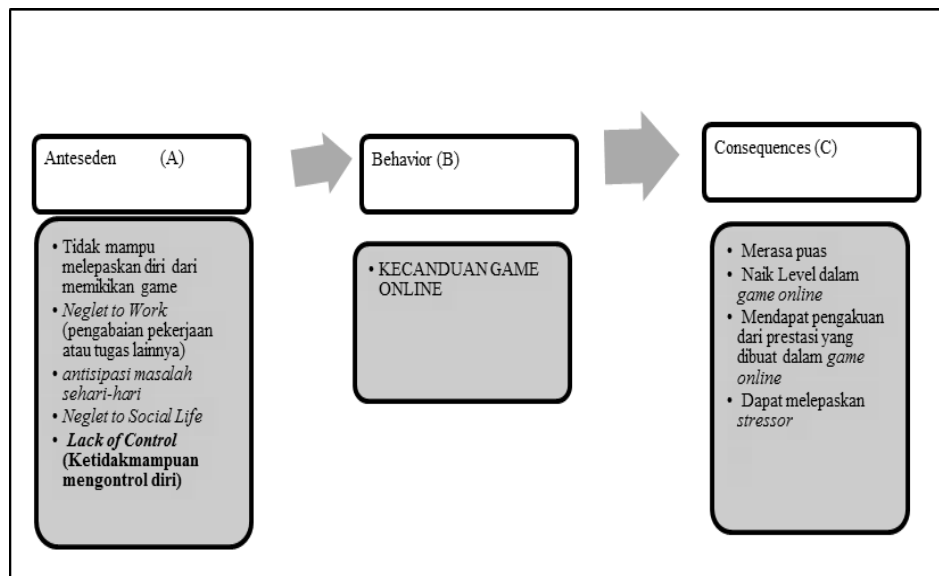 Anteseden (A)
• Tidak mampu
melepaskan diri dari
memikikan game
• Neglet to Work
(pengabaian pekerjaan
atau tugas lainnya)
• antisipasi masalah
sehari-hari
• Neglet to Social Life
• Lack of Control
(Ketidakmampuan
mengontrol diri)
Behavior (B)
• KECANDUAN GAME
ONLINE
Consequences (C)
• Merasa puas
• Naik Level dalam
game online
• Mendapat pengakuan
dari prestasi yang
dibuat dalam game
online
• Dapat melepaskan
stressor